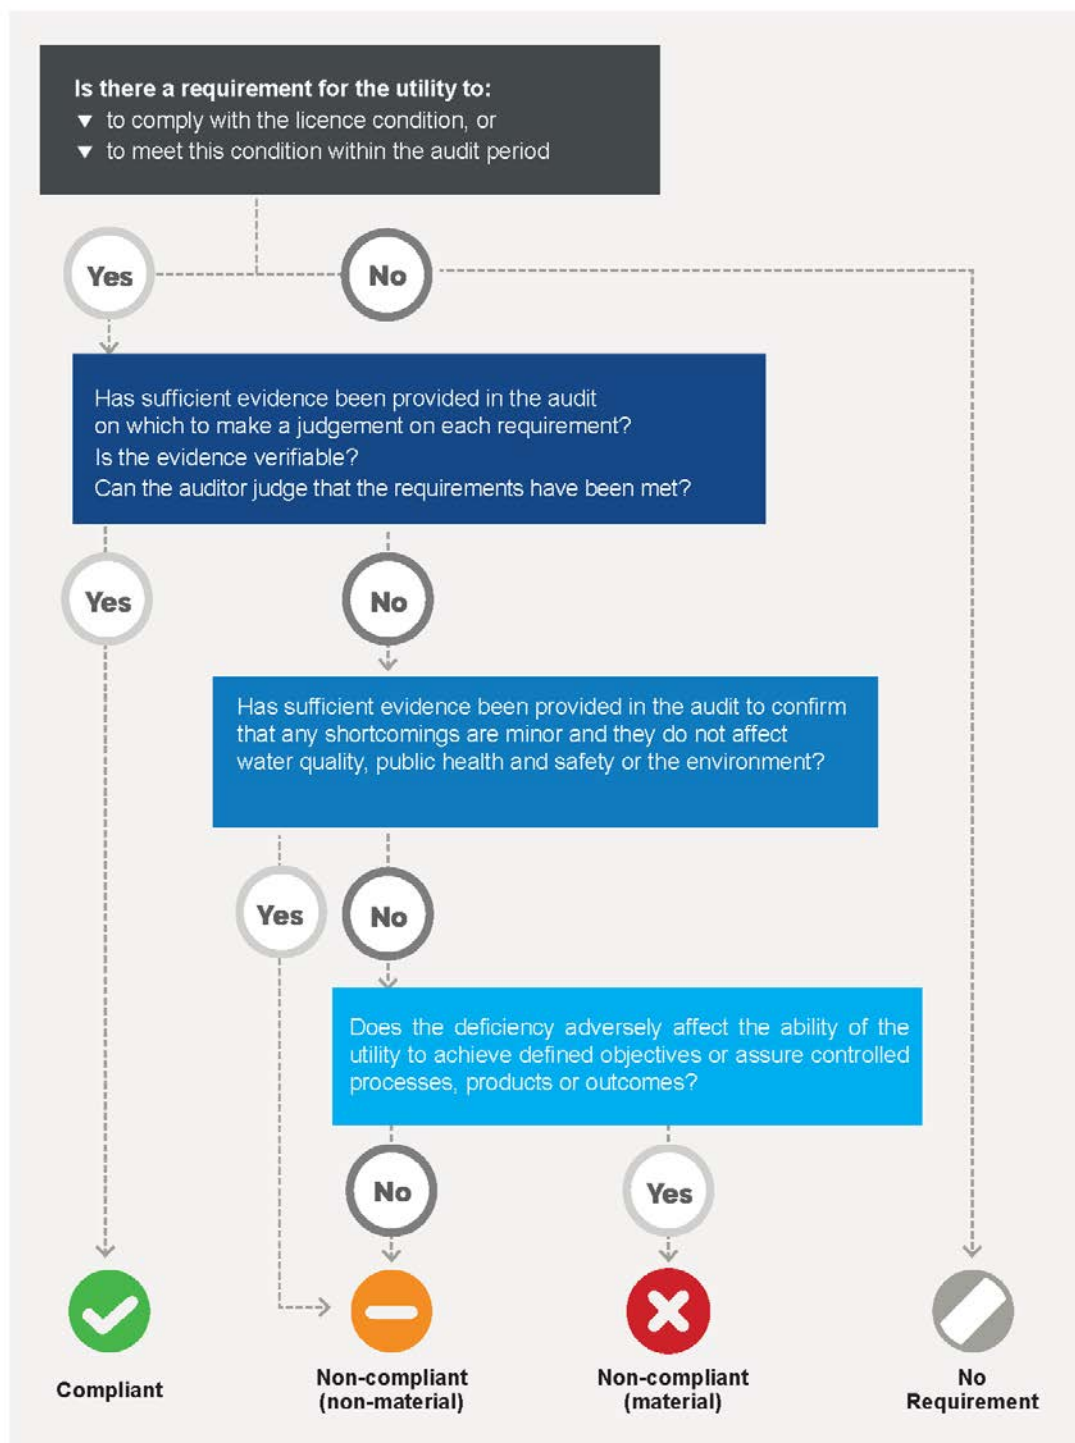 Is there a requirement for the utility to:
▼ to comply with the licence condition, or
▼ to meet this condition within the audit period
Yes
No
Has sufficient evidence been provided in the audit
on which to make a judgement on each requirement?
Is the evidence verifiable?
Can the auditor judge that the requirements have been met?
Yes
No
Has sufficient evidence been provided in the audit to confirm
that any shortcomings are minor and they do not affect
water quality, public health and safety or the environment?
Yes
No
Does the deficiency adversely affect the ability of the
utility to achieve defined objectives or assure controlled
processes, products or outcomes?
No
Yes
Compliant
Non-compliant
(non-material)
Non-compliant
(material)
No
Requirement